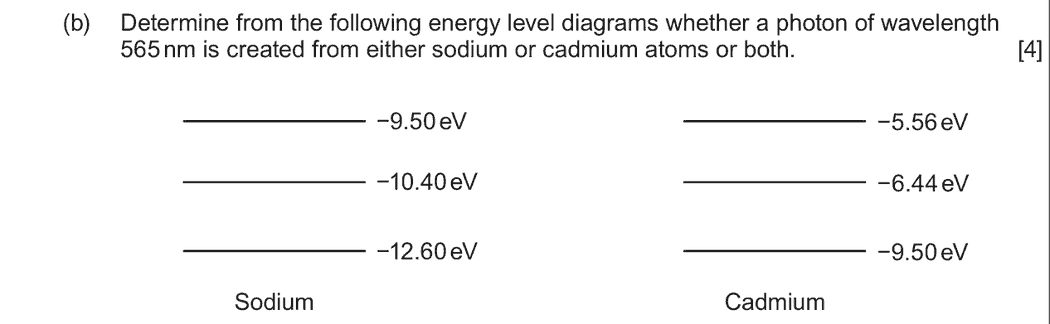 (b) Determine from the following energy level diagrams whether a photon of wavelength
565 nm is created from either sodium or cadmium atoms or both. [4]
−9.50 eV −5.56 eV
−10.40 eV −6.44 eV
−12.60 eV −9.50 eV
Sodium Cadmium